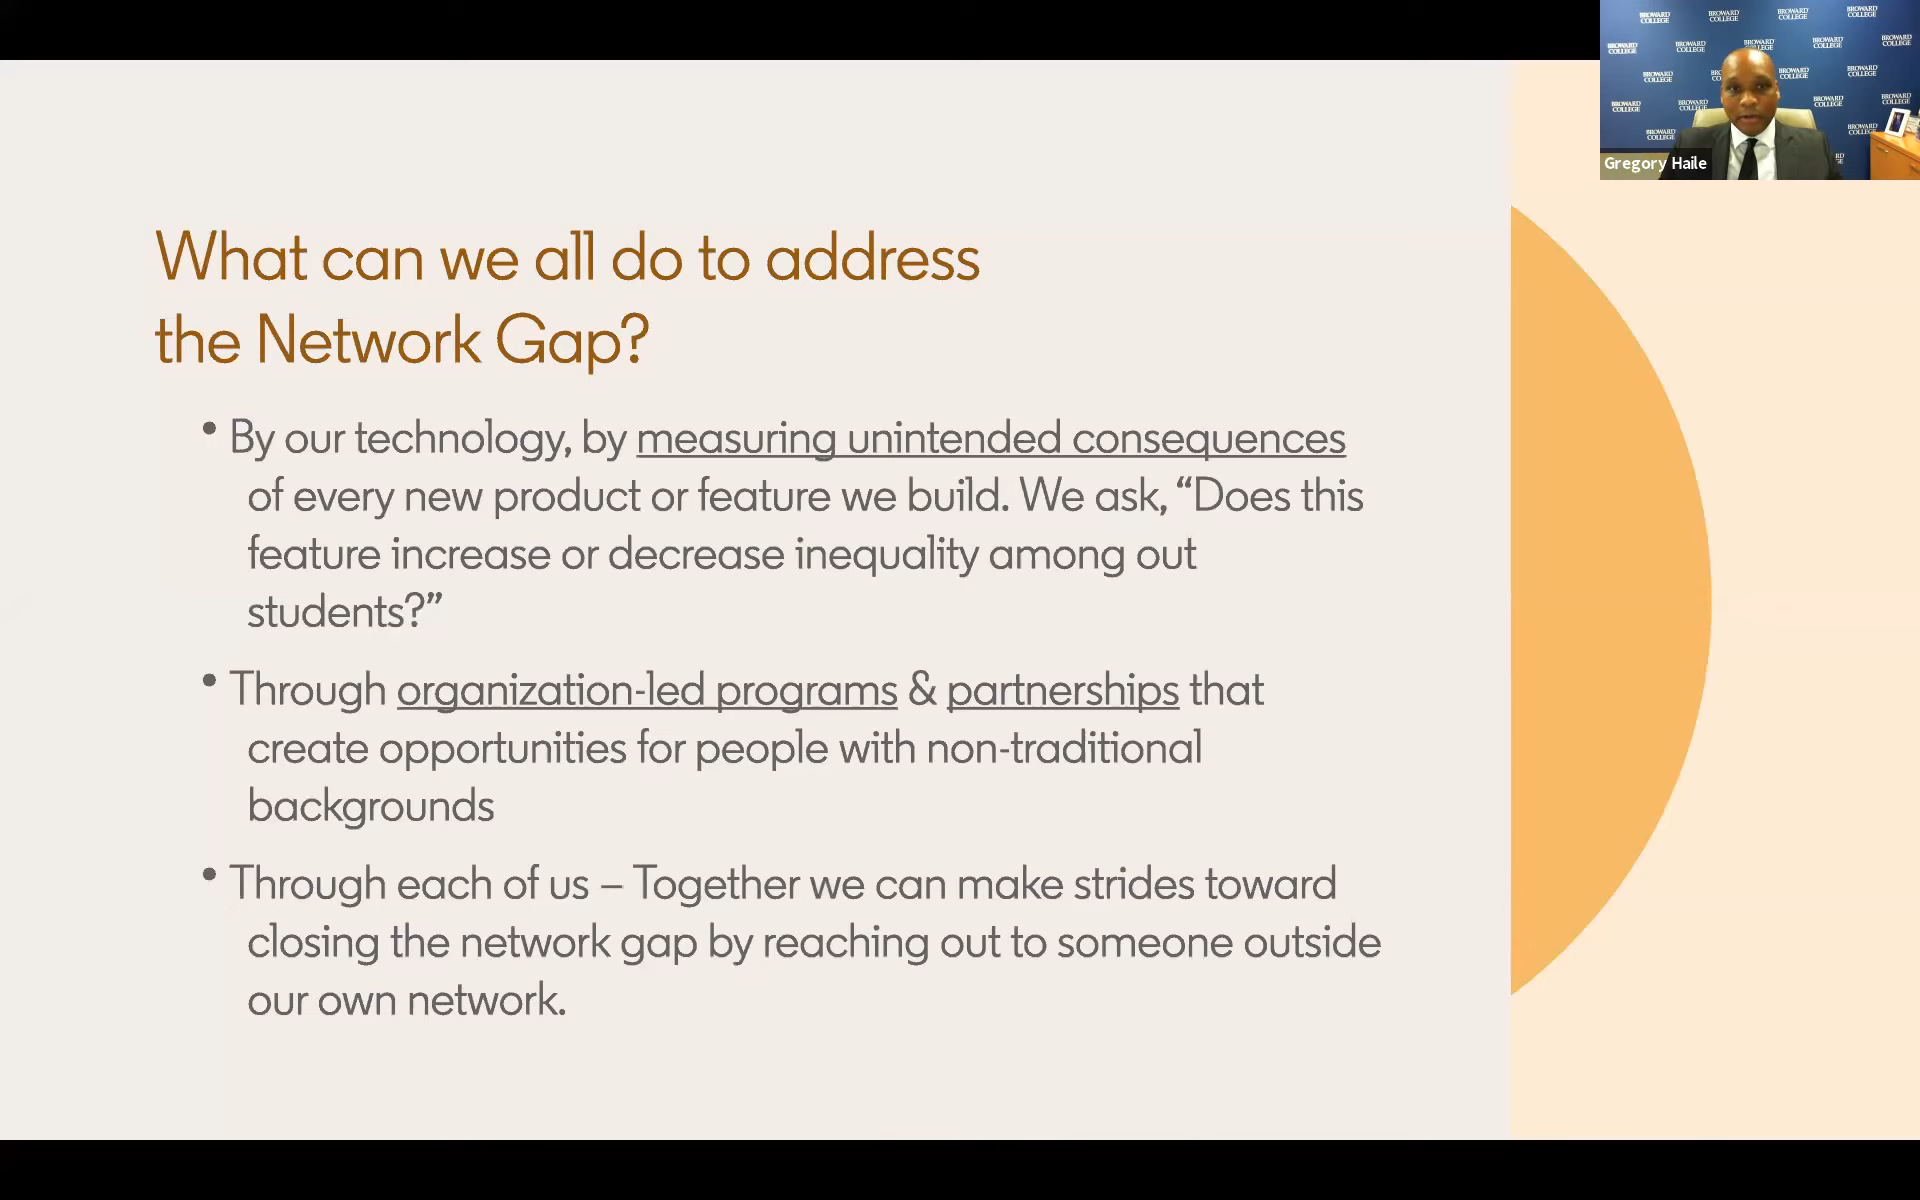 What can we all do to address
the Network Gap?
• By our technology, by measuring unintended consequences
of every new product or feature we build. We ask, “Does this
feature increase or decrease inequality among out
students?”
• Through organization-led programs & partnerships that
create opportunities for people with non-traditional
backgrounds
• Through each of us – Together we can make strides toward
closing the network gap by reaching out to someone outside
our own network.
BROWARD COLLEGE
Gregory Haile